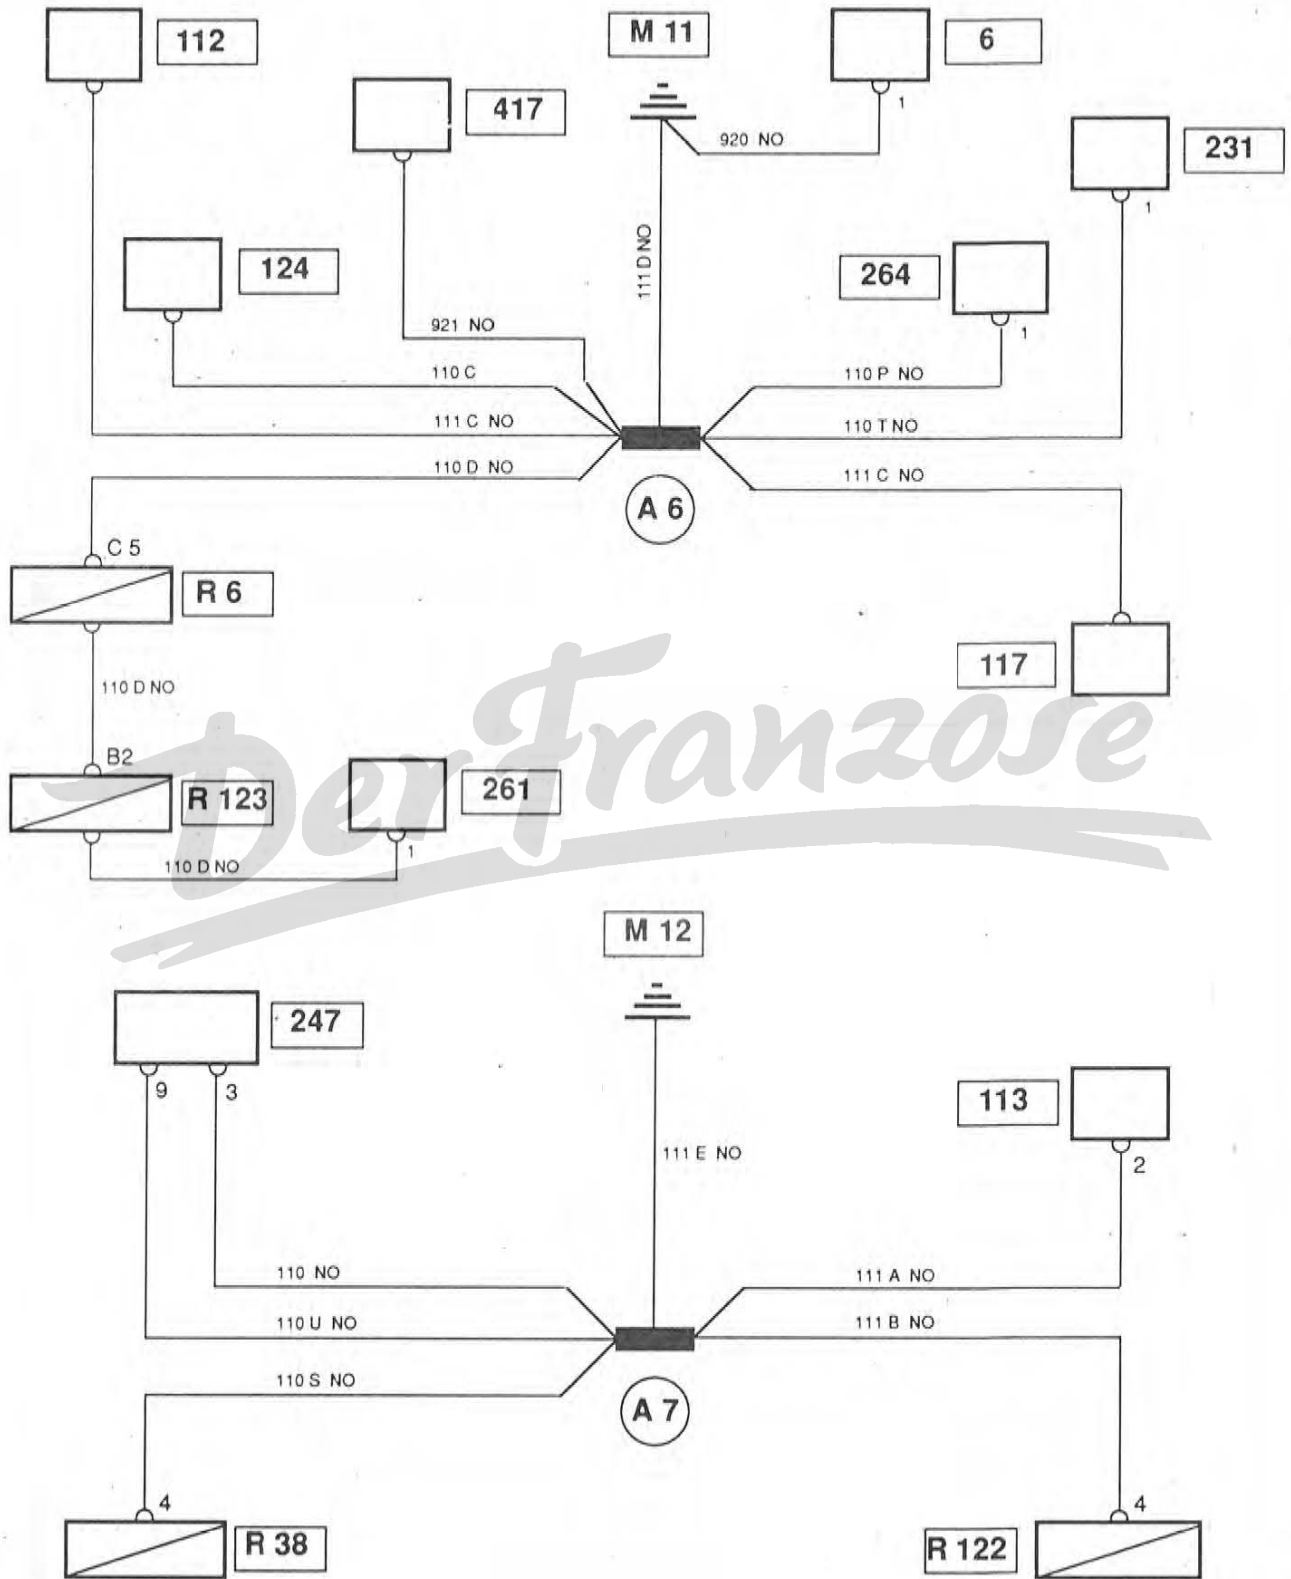 112
M 11
6
417
1
920 NO
231
1
111 D NO
124
264
1
921 NO
110 C
110 P NO
111 C NO
110 T NO
110 D NO
111 C NO
A 6
C 5
R 6
117
110 D NO
DerFranzose
B2
R 123
261
1
110 D NO
M 12
247
9
3
113
2
111 E NO
110 NO
111 A NO
110 U NO
111 B NO
110 S NO
A 7
4
4
R 38
R 122